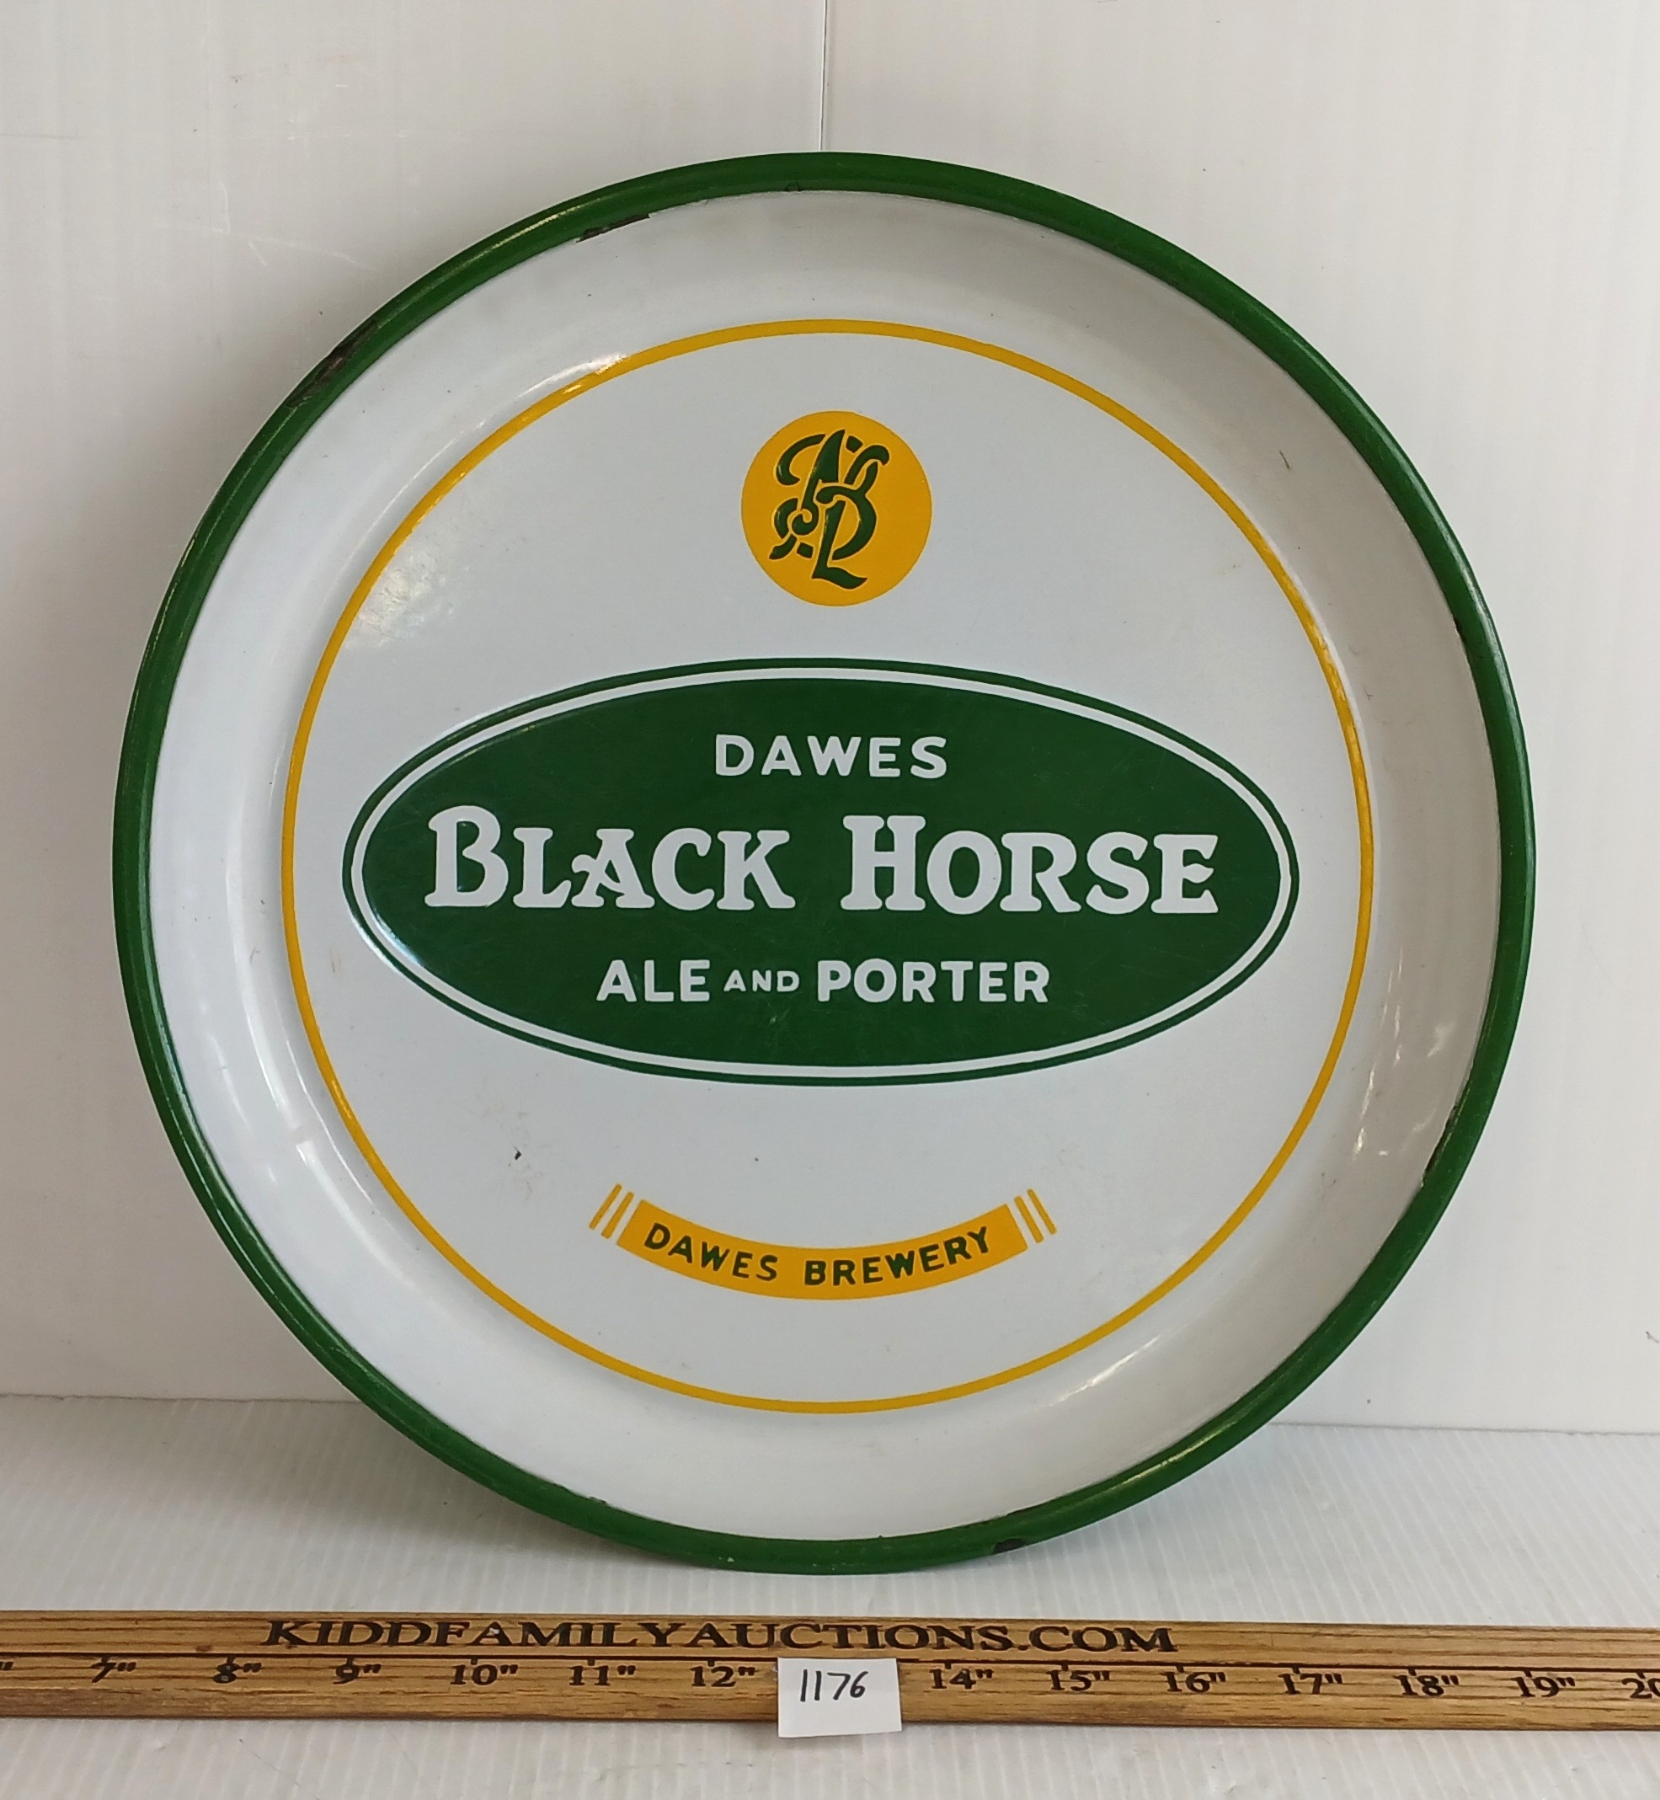 DAWES
BLACK HORSE
ALE AND PORTER
DAWES BREWERY
KIDDFAMILYAUCTIONS.COM
7" 8" 9" 10" 11" 12" 14" 15" 16" 17" 18" 19" 20
1176